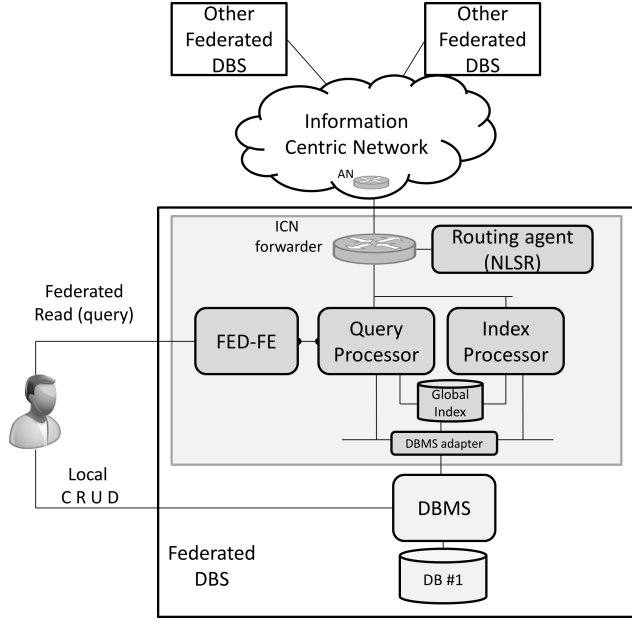 Other
Federated
DBS
Other
Federated
DBS
Information
Centric Network
AN
ICN
forwarder
Routing agent
(NLSR)
Federated
Read (query)
FED-FE
Query
Processor
Index
Processor
Global
Index
DBMS adapter
Local
C R U D
DBMS
Federated
DBS
DB #1